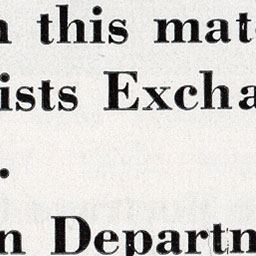 n this mat
ists Excha
.
n Departm